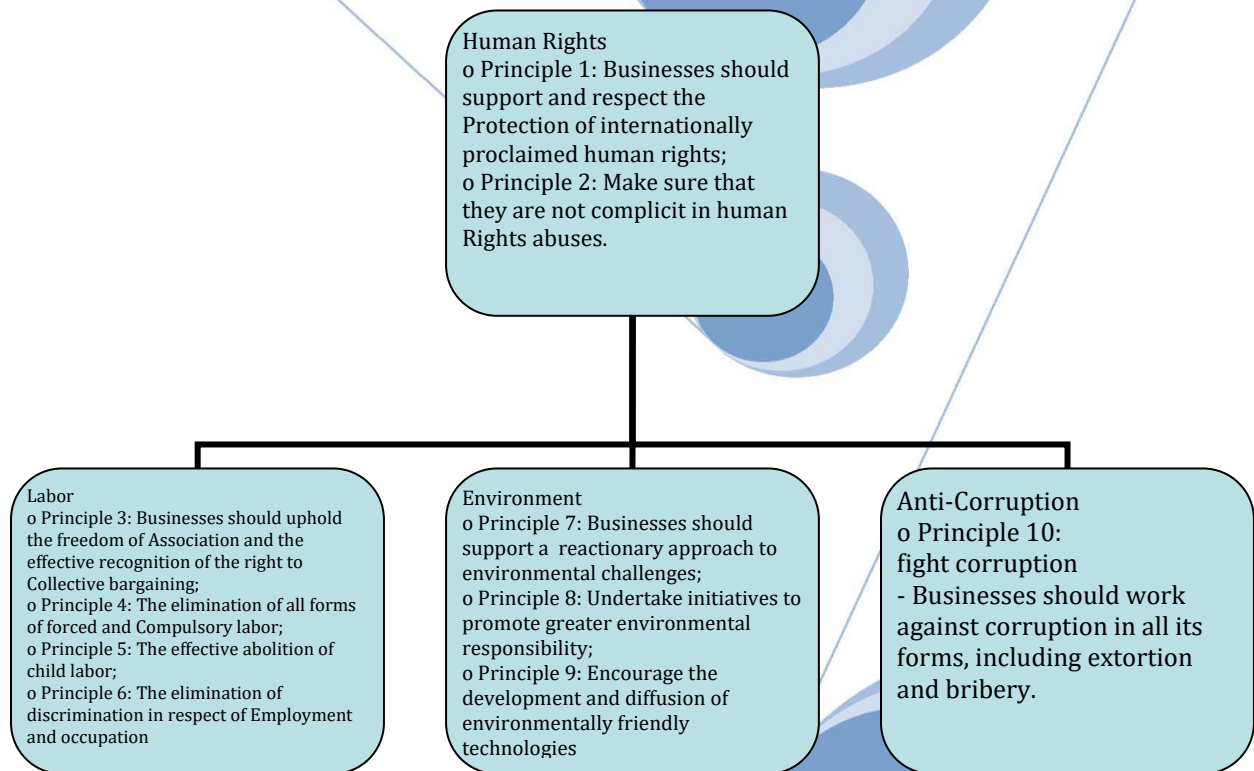 Human Rights
o Principle 1: Businesses should
support and respect the
Protection of internationally
proclaimed human rights;
o Principle 2: Make sure that
they are not complicit in human
Rights abuses.
Labor
o Principle 3: Businesses should uphold
the freedom of Association and the
effective recognition of the right to
Collective bargaining;
o Principle 4: The elimination of all forms
of forced and Compulsory labor;
o Principle 5: The effective abolition of
child labor;
o Principle 6: The elimination of
discrimination in respect of Employment
and occupation
Environment
o Principle 7: Businesses should
support a reactionary approach to
environmental challenges;
o Principle 8: Undertake initiatives to
promote greater environmental
responsibility;
o Principle 9: Encourage the
development and diffusion of
environmentally friendly
technologies
Anti-Corruption
o Principle 10:
fight corruption
- Businesses should work
against corruption in all its
forms, including extortion
and bribery.